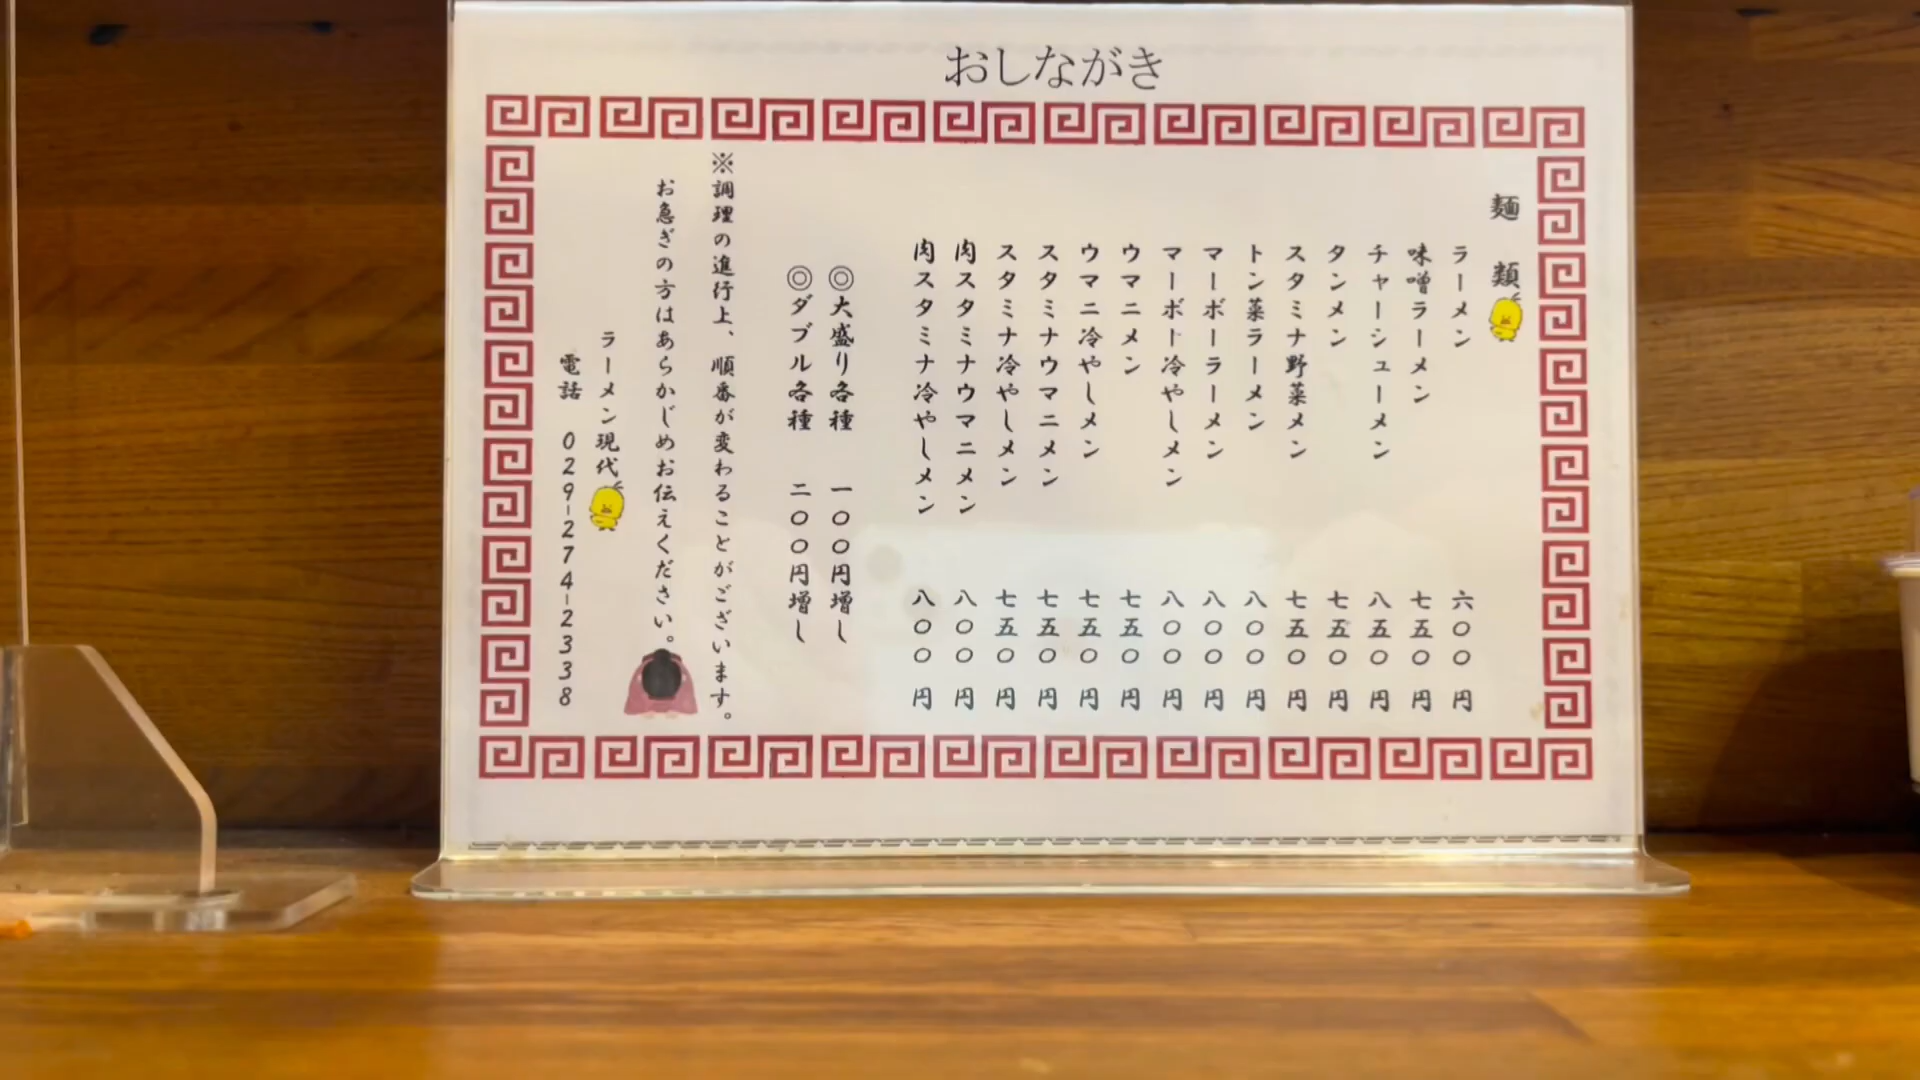 おしながき
麺 類
ラーメン 六〇〇円
味噌ラーメン 七五〇円
チャーシューメン 八五〇円
タンメン 七五〇円
スタミナ野菜メン 七五〇円
トン菜ラーメン 八〇〇円
マーボーラーメン 八〇〇円
マーボー冷やしメン 八〇〇円
ウマニメン 七五〇円
ウマニ冷やしメン 七五〇円
スタミナウマニメン 七五〇円
スタミナ冷やしメン 七五〇円
肉スタミナウマニメン 八〇〇円
肉スタミナ冷やしメン 八〇〇円
◎大盛り各種 一〇〇円増し
◎ダブル各種 二〇〇円増し
※調理の進行上、順番が変わることがございます。
お急ぎの方はあらかじめお伝えください。
ラーメン現代
電話 029-274-2338